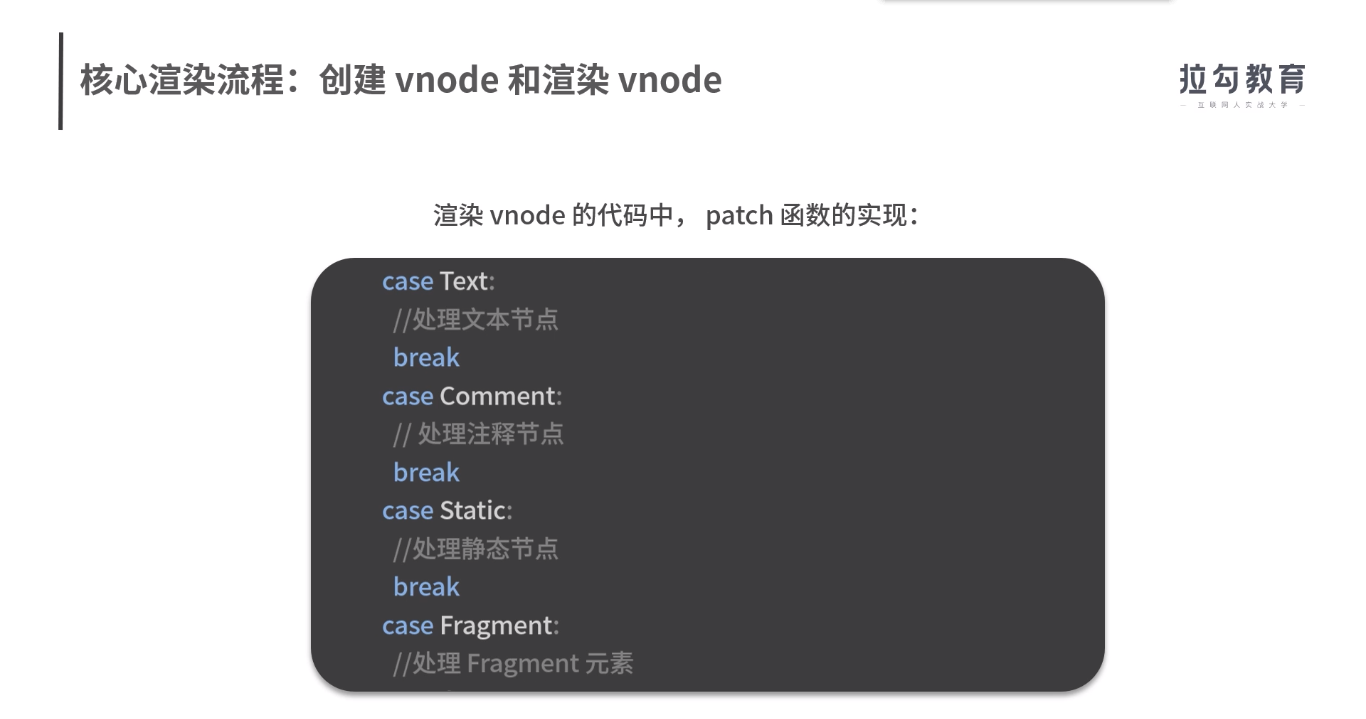 核心渲染流程：创建 vnode 和渲染 vnode
拉勾教育
— 互联网人实战大学 —
渲染 vnode 的代码中， patch 函数的实现：
case Text:
//处理文本节点
break
case Comment:
// 处理注释节点
break
case Static:
//处理静态节点
break
case Fragment:
//处理 Fragment 元素